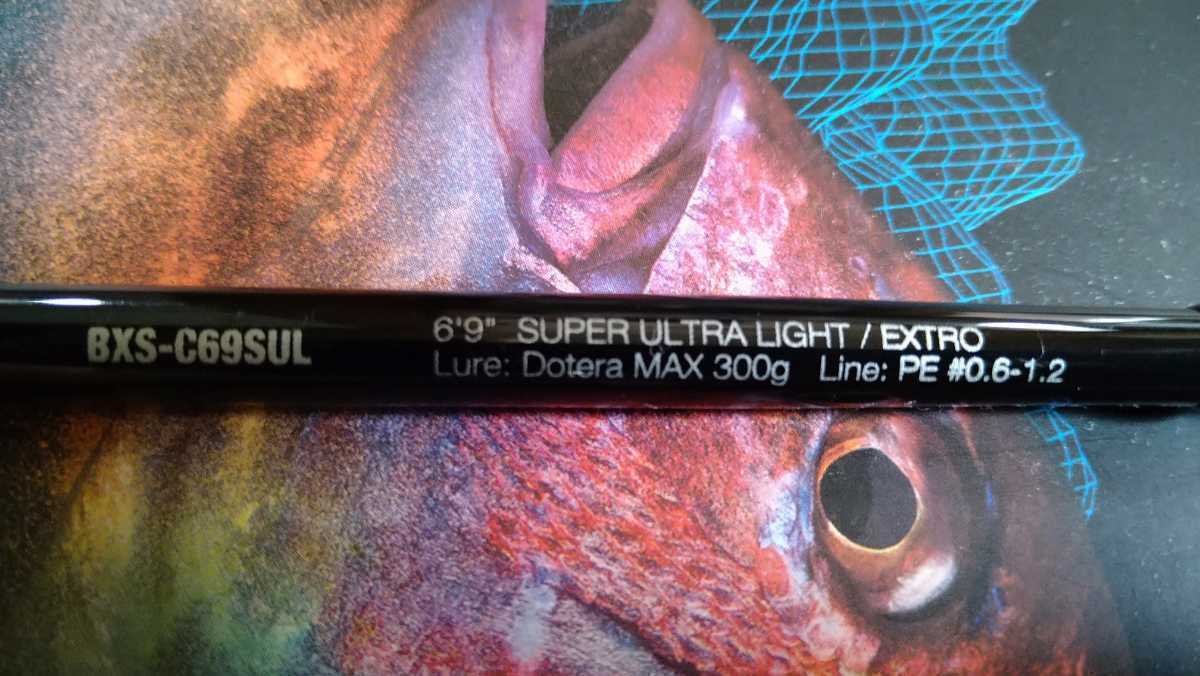 BXS-C69SUL
6'9" SUPER ULTRA LIGHT / EXTRO
Lure: Dotera MAX 300g Line: PE #0.6-1.2